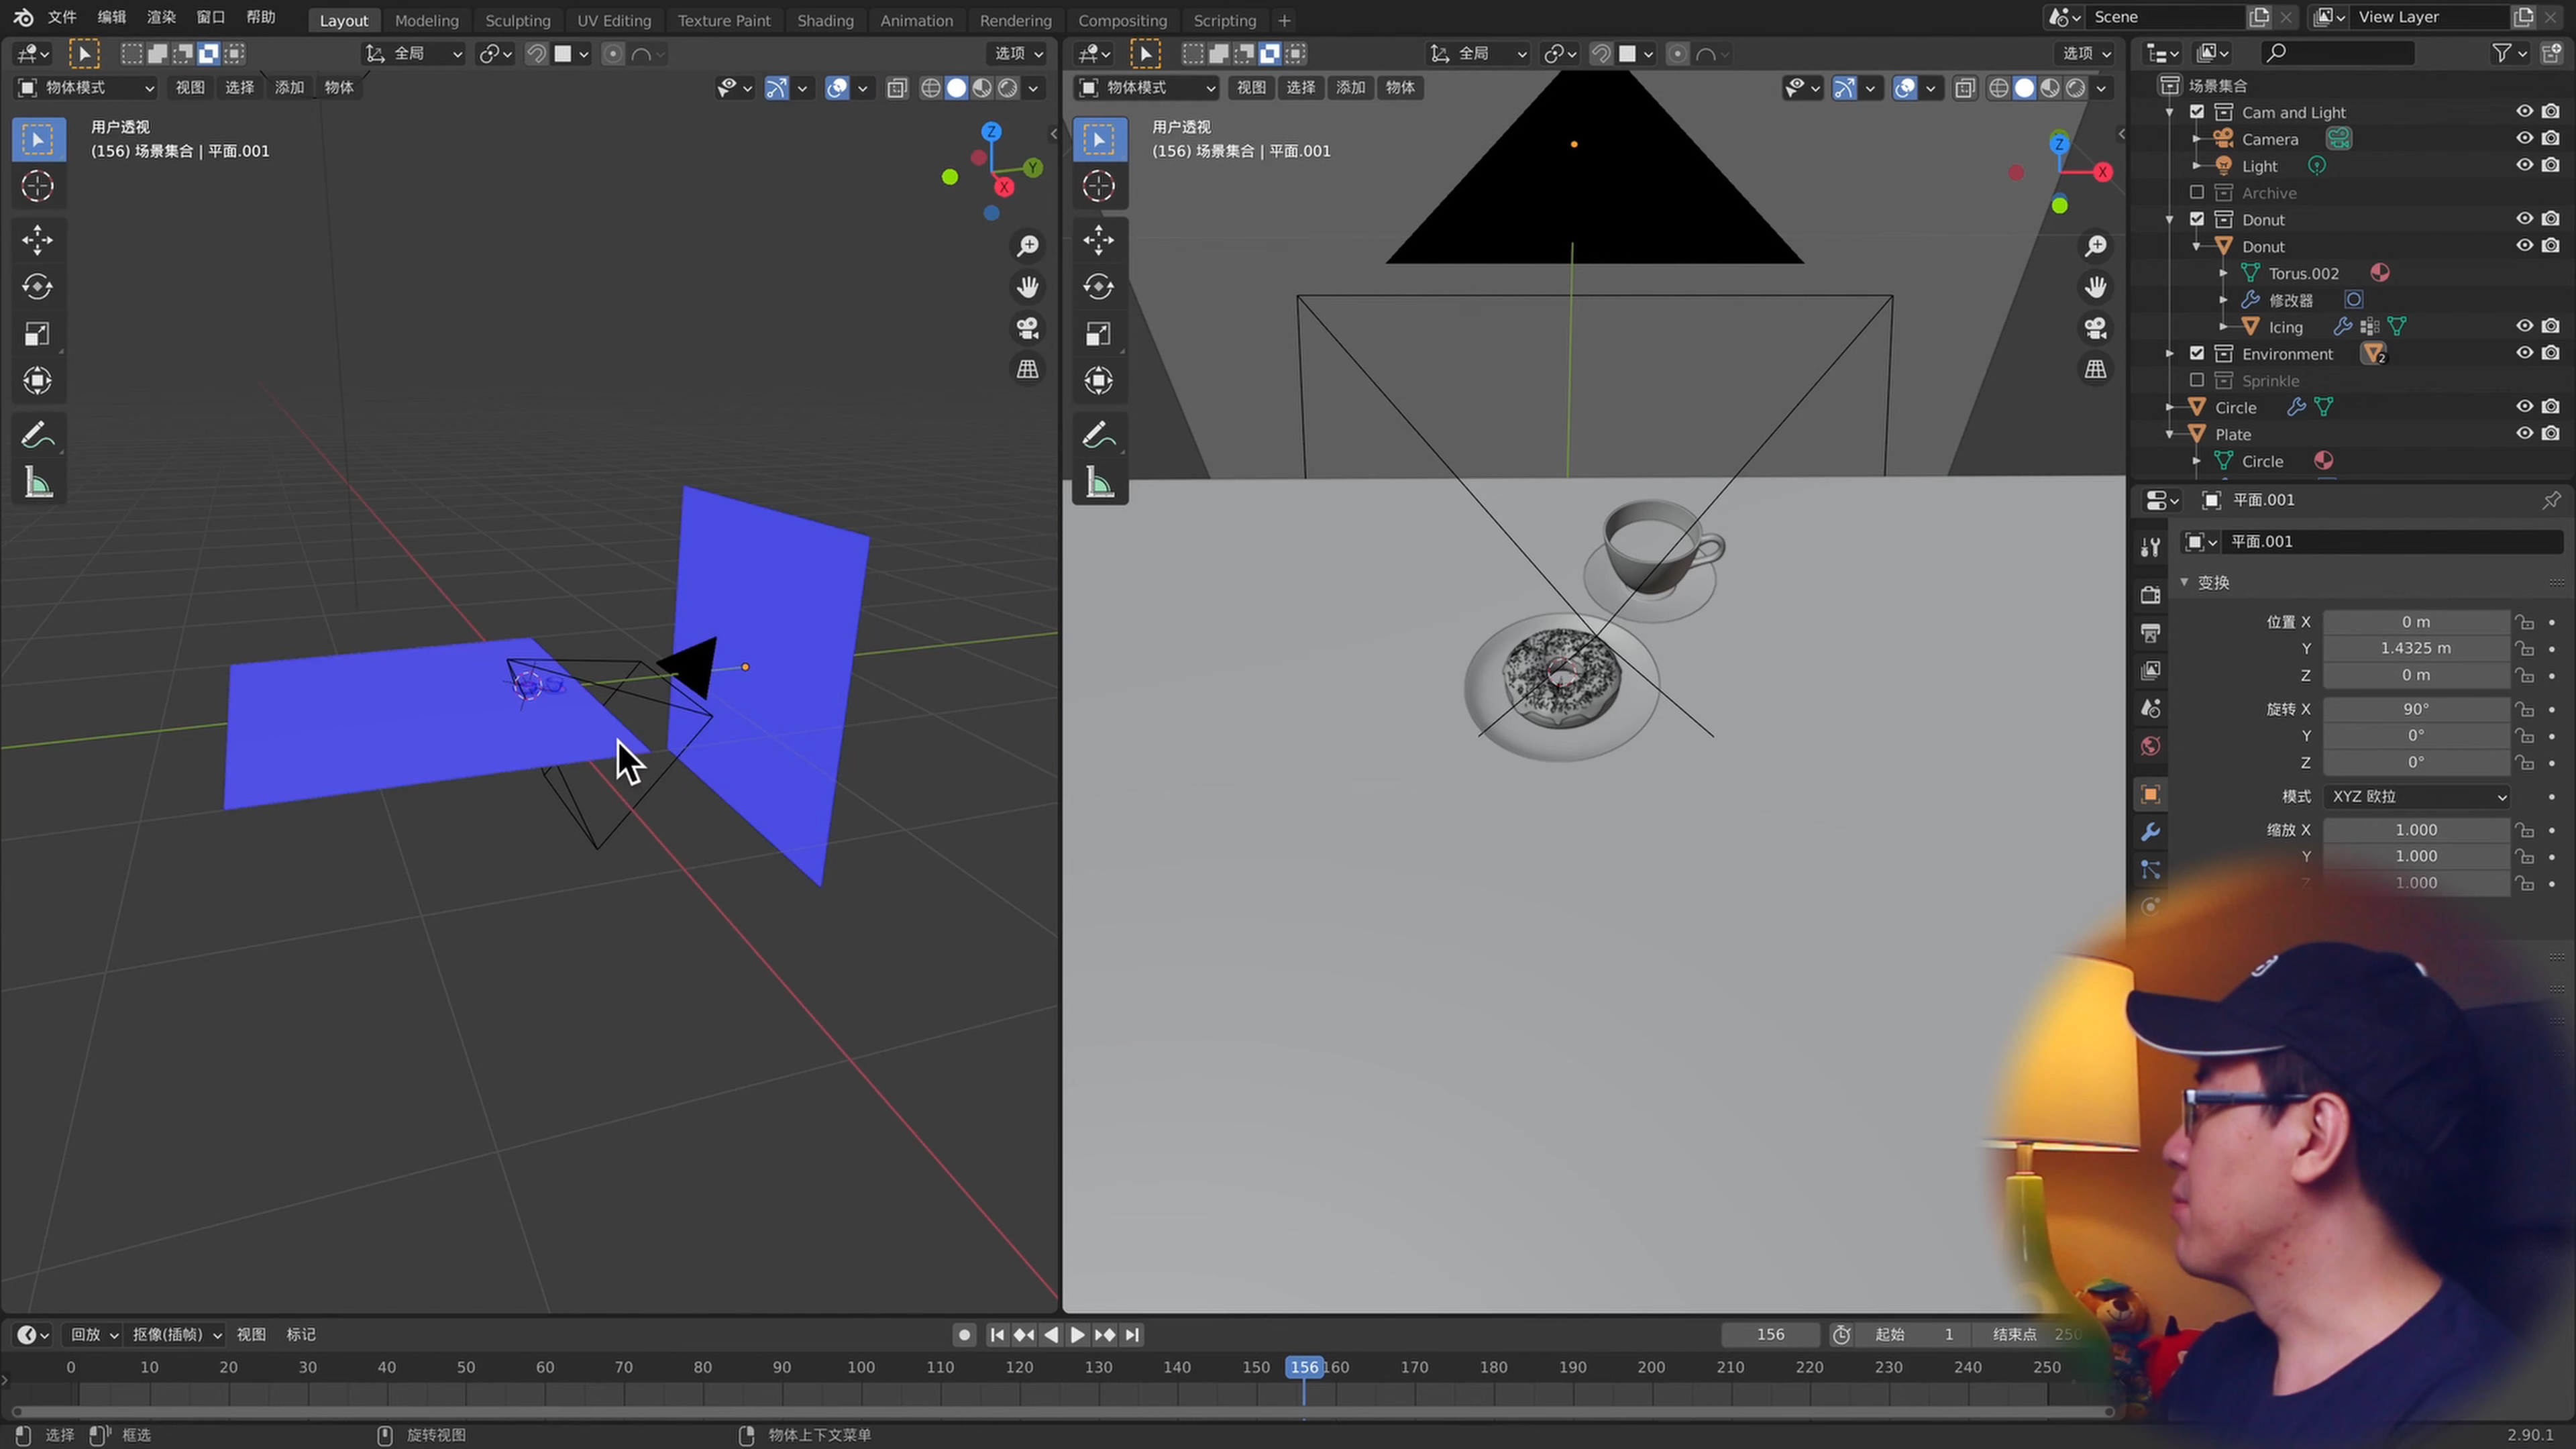 文件 编辑 渲染 窗口 帮助 Layout Modeling Sculpting UV Editing Texture Paint Shading Animation Rendering Compositing Scripting + Scene View Layer
全局 选项 全局 选项
物体模式 视图 选择 添加 物体 物体模式 视图 选择 添加 物体
用户透视
(156) 场景集合 | 平面.001
Z
Y
X
用户透视
(156) 场景集合 | 平面.001
Z
X
场景集合
Cam and Light
Camera
Light
Archive
Donut
Donut
Torus.002
修改器
Icing
Environment 2
Sprinkle
Circle
Plate
Circle
平面.001
平面.001
变换
位置 X 0 m
Y 1.4325 m
Z 0 m
旋转 X 90°
Y 0°
Z 0°
模式 XYZ 欧拉
缩放 X 1.000
Y 1.000
Z 1.000
回放 抠像(插帧) 视图 标记 156 起始 1 结束点 250
0 10 20 30 40 50 60 70 80 90 100 110 120 130 140 150 156 160 170 180 190 200 210 220 230 240 250
选择 框选 旋转视图 物体上下文菜单 2.90.1